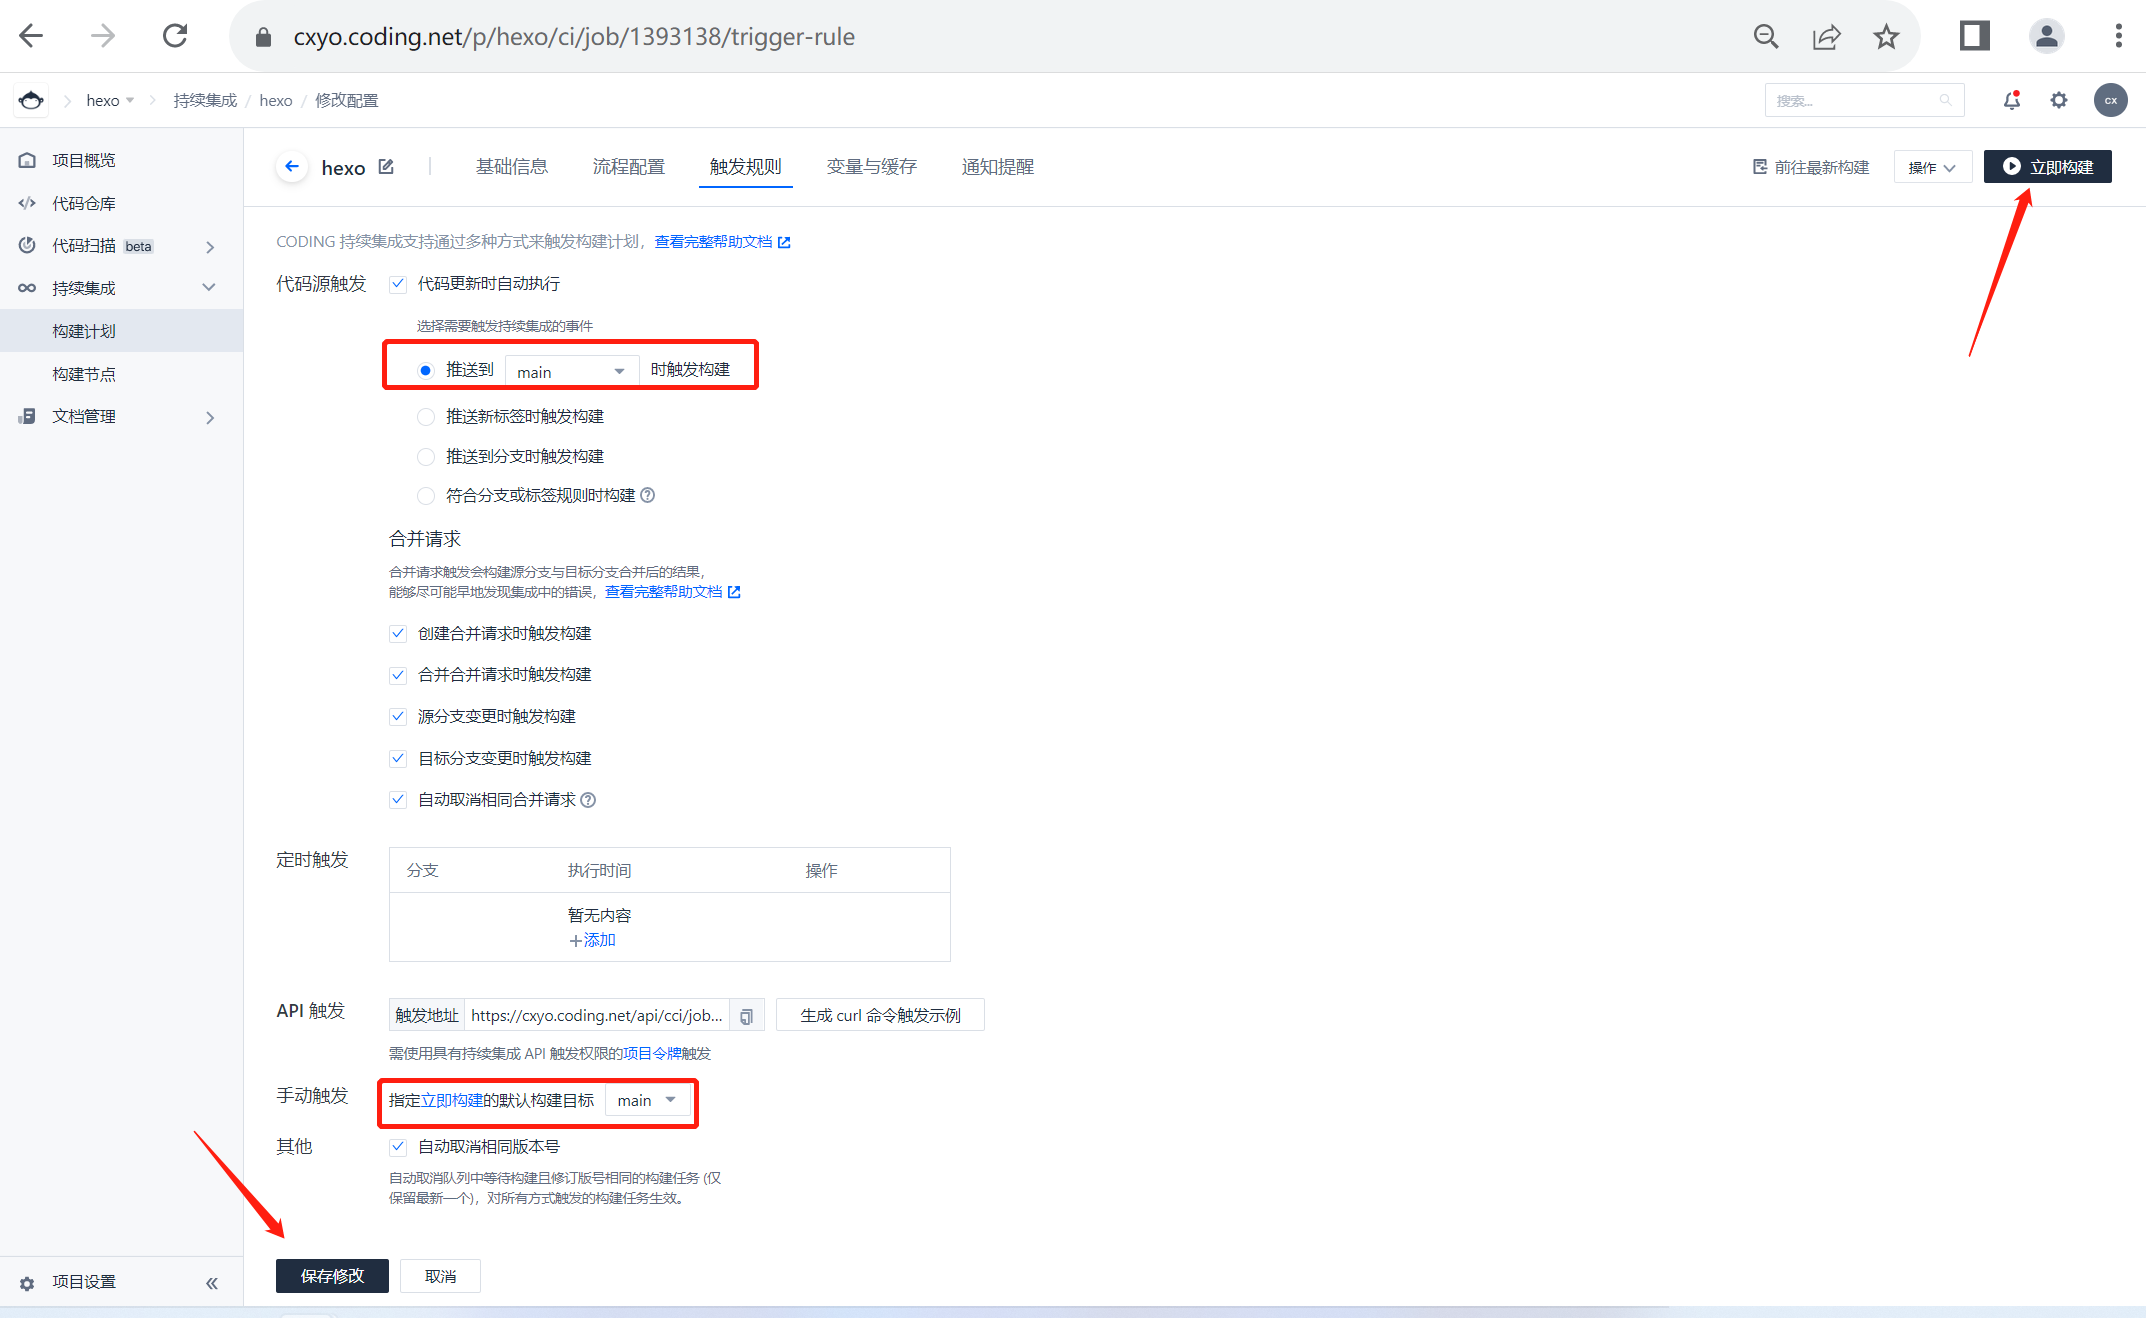 cxyo.coding.net/p/hexo/ci/job/1393138/trigger-rule
hexo 持续集成 / hexo / 修改配置
搜索...
cx
项目概览
代码仓库
代码扫描 beta
持续集成
构建计划
构建节点
文档管理
项目设置
hexo 基础信息 流程配置 触发规则 变量与缓存 通知提醒
前往最新构建 操作 立即构建
CODING 持续集成支持通过多种方式来触发构建计划，查看完整帮助文档
代码源触发 代码更新时自动执行
选择需要触发持续集成的事件
推送到 main 时触发构建
推送新标签时触发构建
推送到分支时触发构建
符合分支或标签规则时构建
合并请求
合并请求触发会构建源分支与目标分支合并后的结果，
能够尽可能早地发现集成中的错误，查看完整帮助文档
创建合并请求时触发构建
合并合并请求时触发构建
源分支变更时触发构建
目标分支变更时触发构建
自动取消相同合并请求
定时触发
分支 执行时间 操作
暂无内容
+添加
API 触发 触发地址 https://cxyo.coding.net/api/cci/job... 生成 curl 命令触发示例
需使用具有持续集成 API 触发权限的项目令牌触发
手动触发 指定立即构建的默认构建目标 main
其他 自动取消相同版本号
自动取消队列中等待构建且修订版号相同的构建任务 (仅
保留最新一个)，对所有方式触发的构建任务生效。
保存修改 取消